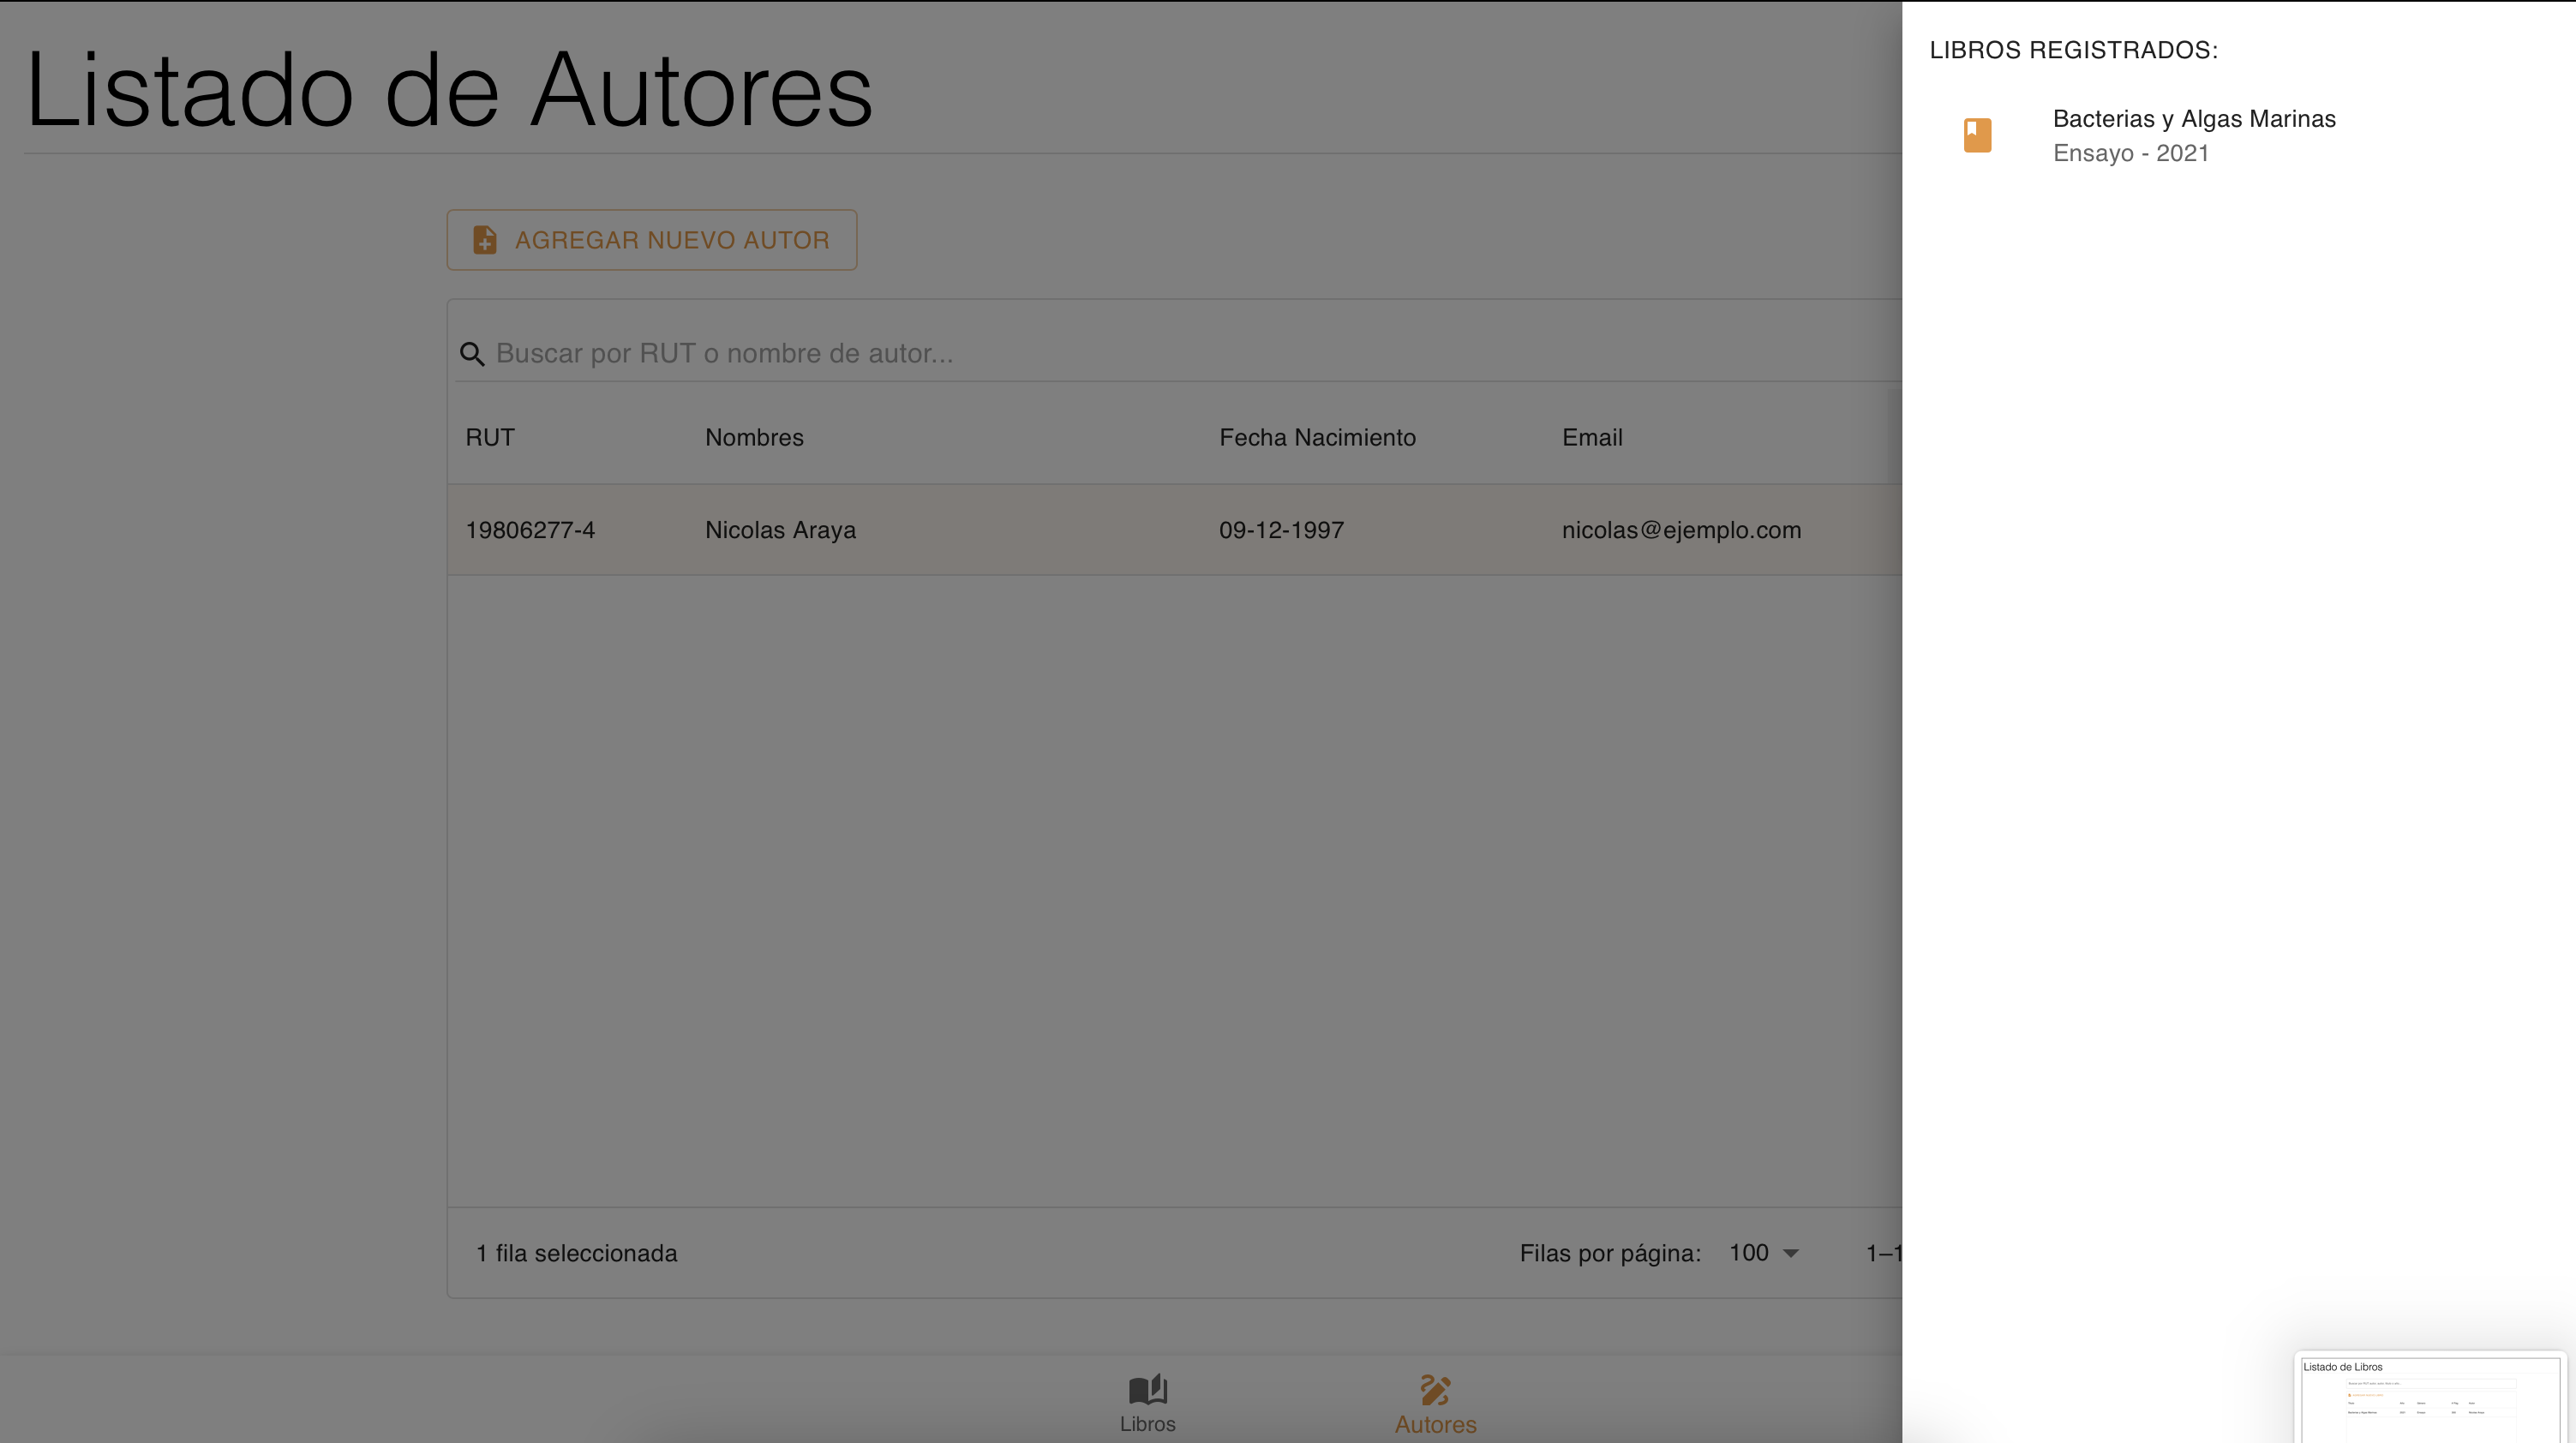 Listado de Autores
AGREGAR NUEVO AUTOR
Buscar por RUT o nombre de autor...
RUT Nombres Fecha Nacimiento Email
19806277-4 Nicolas Araya 09-12-1997 nicolas@ejemplo.com
1 fila seleccionada Filas por página: 100 1–1
Libros Autores
LIBROS REGISTRADOS:
Bacterias y Algas Marinas
Ensayo - 2021
Listado de Libros